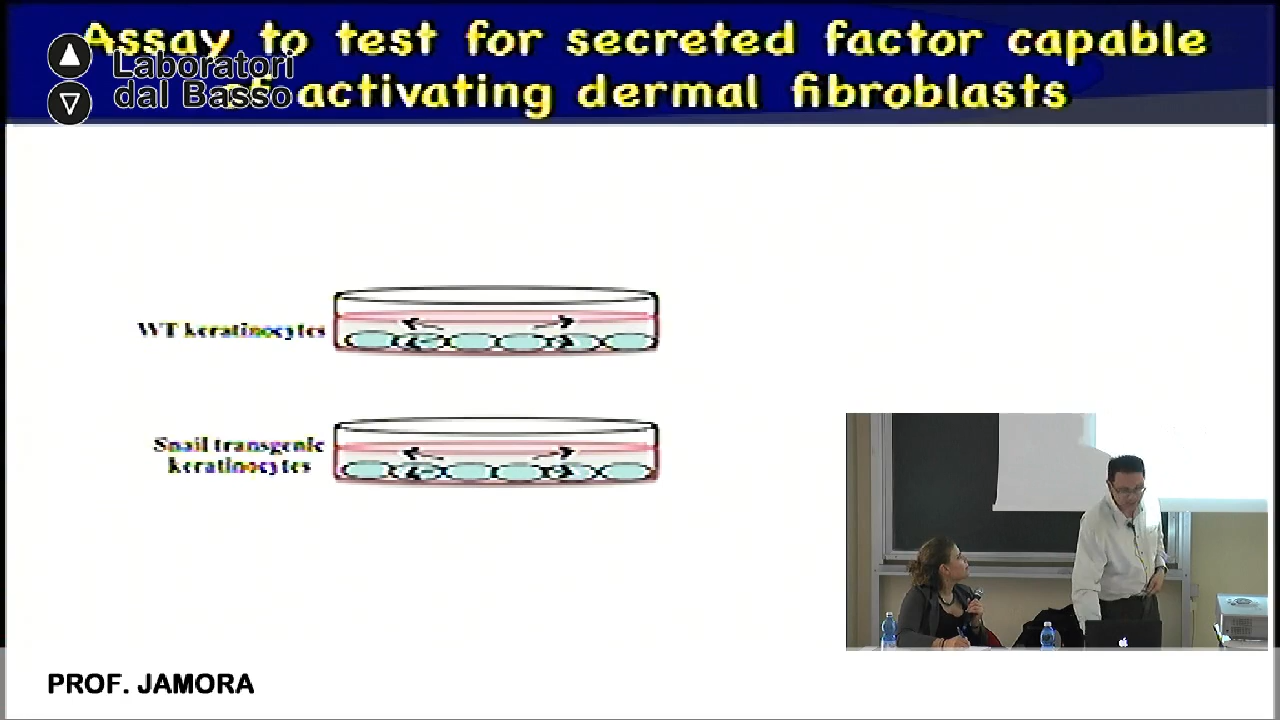 Assay to test for secreted factor capable
of activating dermal fibroblasts
Laboratori
dal Basso
WT keratinocytes
Snail transgenic
keratinocytes
PROF. JAMORA